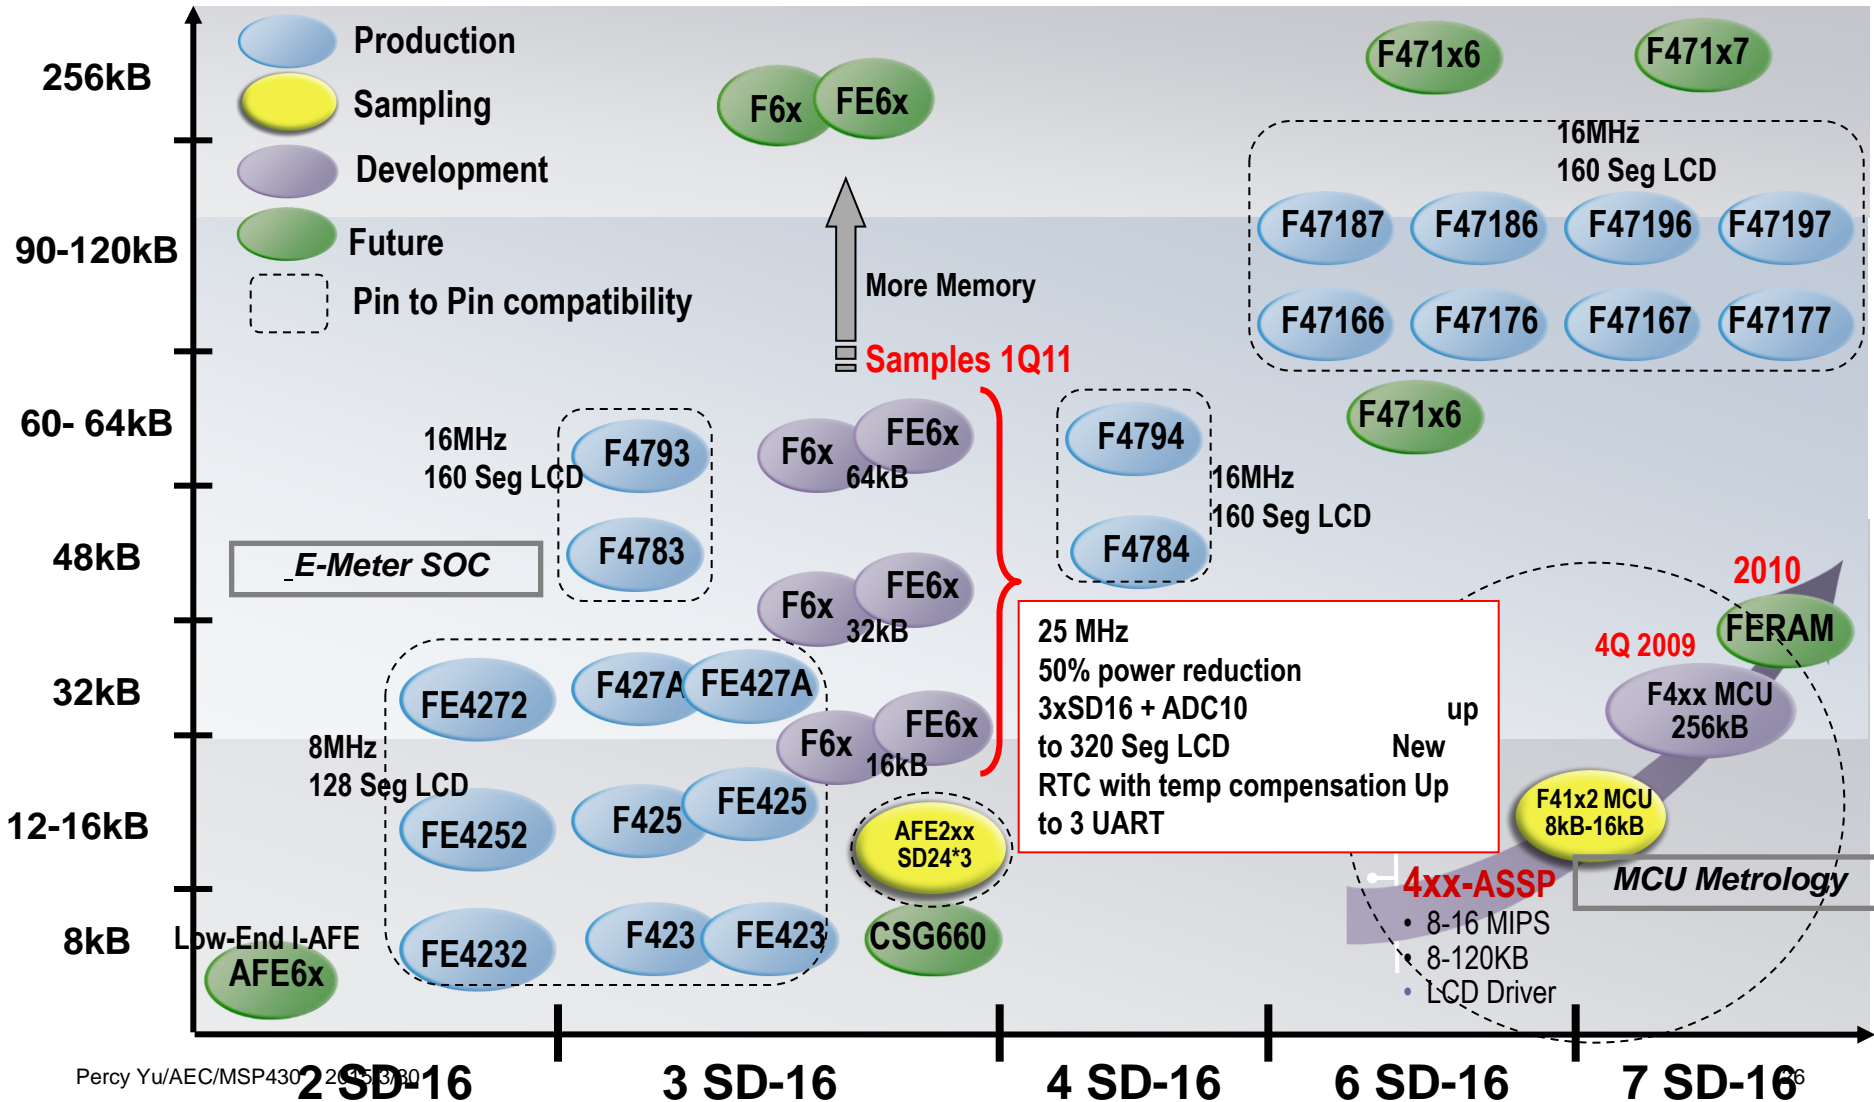 Production
Sampling
Development
Future
Pin to Pin compatibility
256kB
90-120kB
60- 64kB
48kB
32kB
12-16kB
8kB
F6x
FE6x
F471x6
F471x7
16MHz
160 Seg LCD
F47187
F47186
F47196
F47197
F47166
F47176
F47167
F47177
More Memory
Samples 1Q11
16MHz
160 Seg LCD
F4793
F4783
F6x
FE6x
64kB
F4794
F4784
16MHz
160 Seg LCD
F471x6
E-Meter SOC
F6x
FE6x
32kB
25 MHz
50% power reduction
3xSD16 + ADC10 up
to 320 Seg LCD New
RTC with temp compensation Up
to 3 UART
2010
FERAM
4Q 2009
F4xx MCU
256kB
F41x2 MCU
8kB-16kB
MCU Metrology
4xx-ASSP
• 8-16 MIPS
• 8-120KB
• LCD Driver
8MHz
128 Seg LCD
FE4272
F427A
FE427A
F6x
FE6x
16kB
FE4252
F425
FE425
AFE2xx
SD24*3
Low-End I-AFE
AFE6x
FE4232
F423
FE423
CSG660
2 SD-16
3 SD-16
4 SD-16
6 SD-16
7 SD-16
Percy Yu/AEC/MSP430 2015/3/30